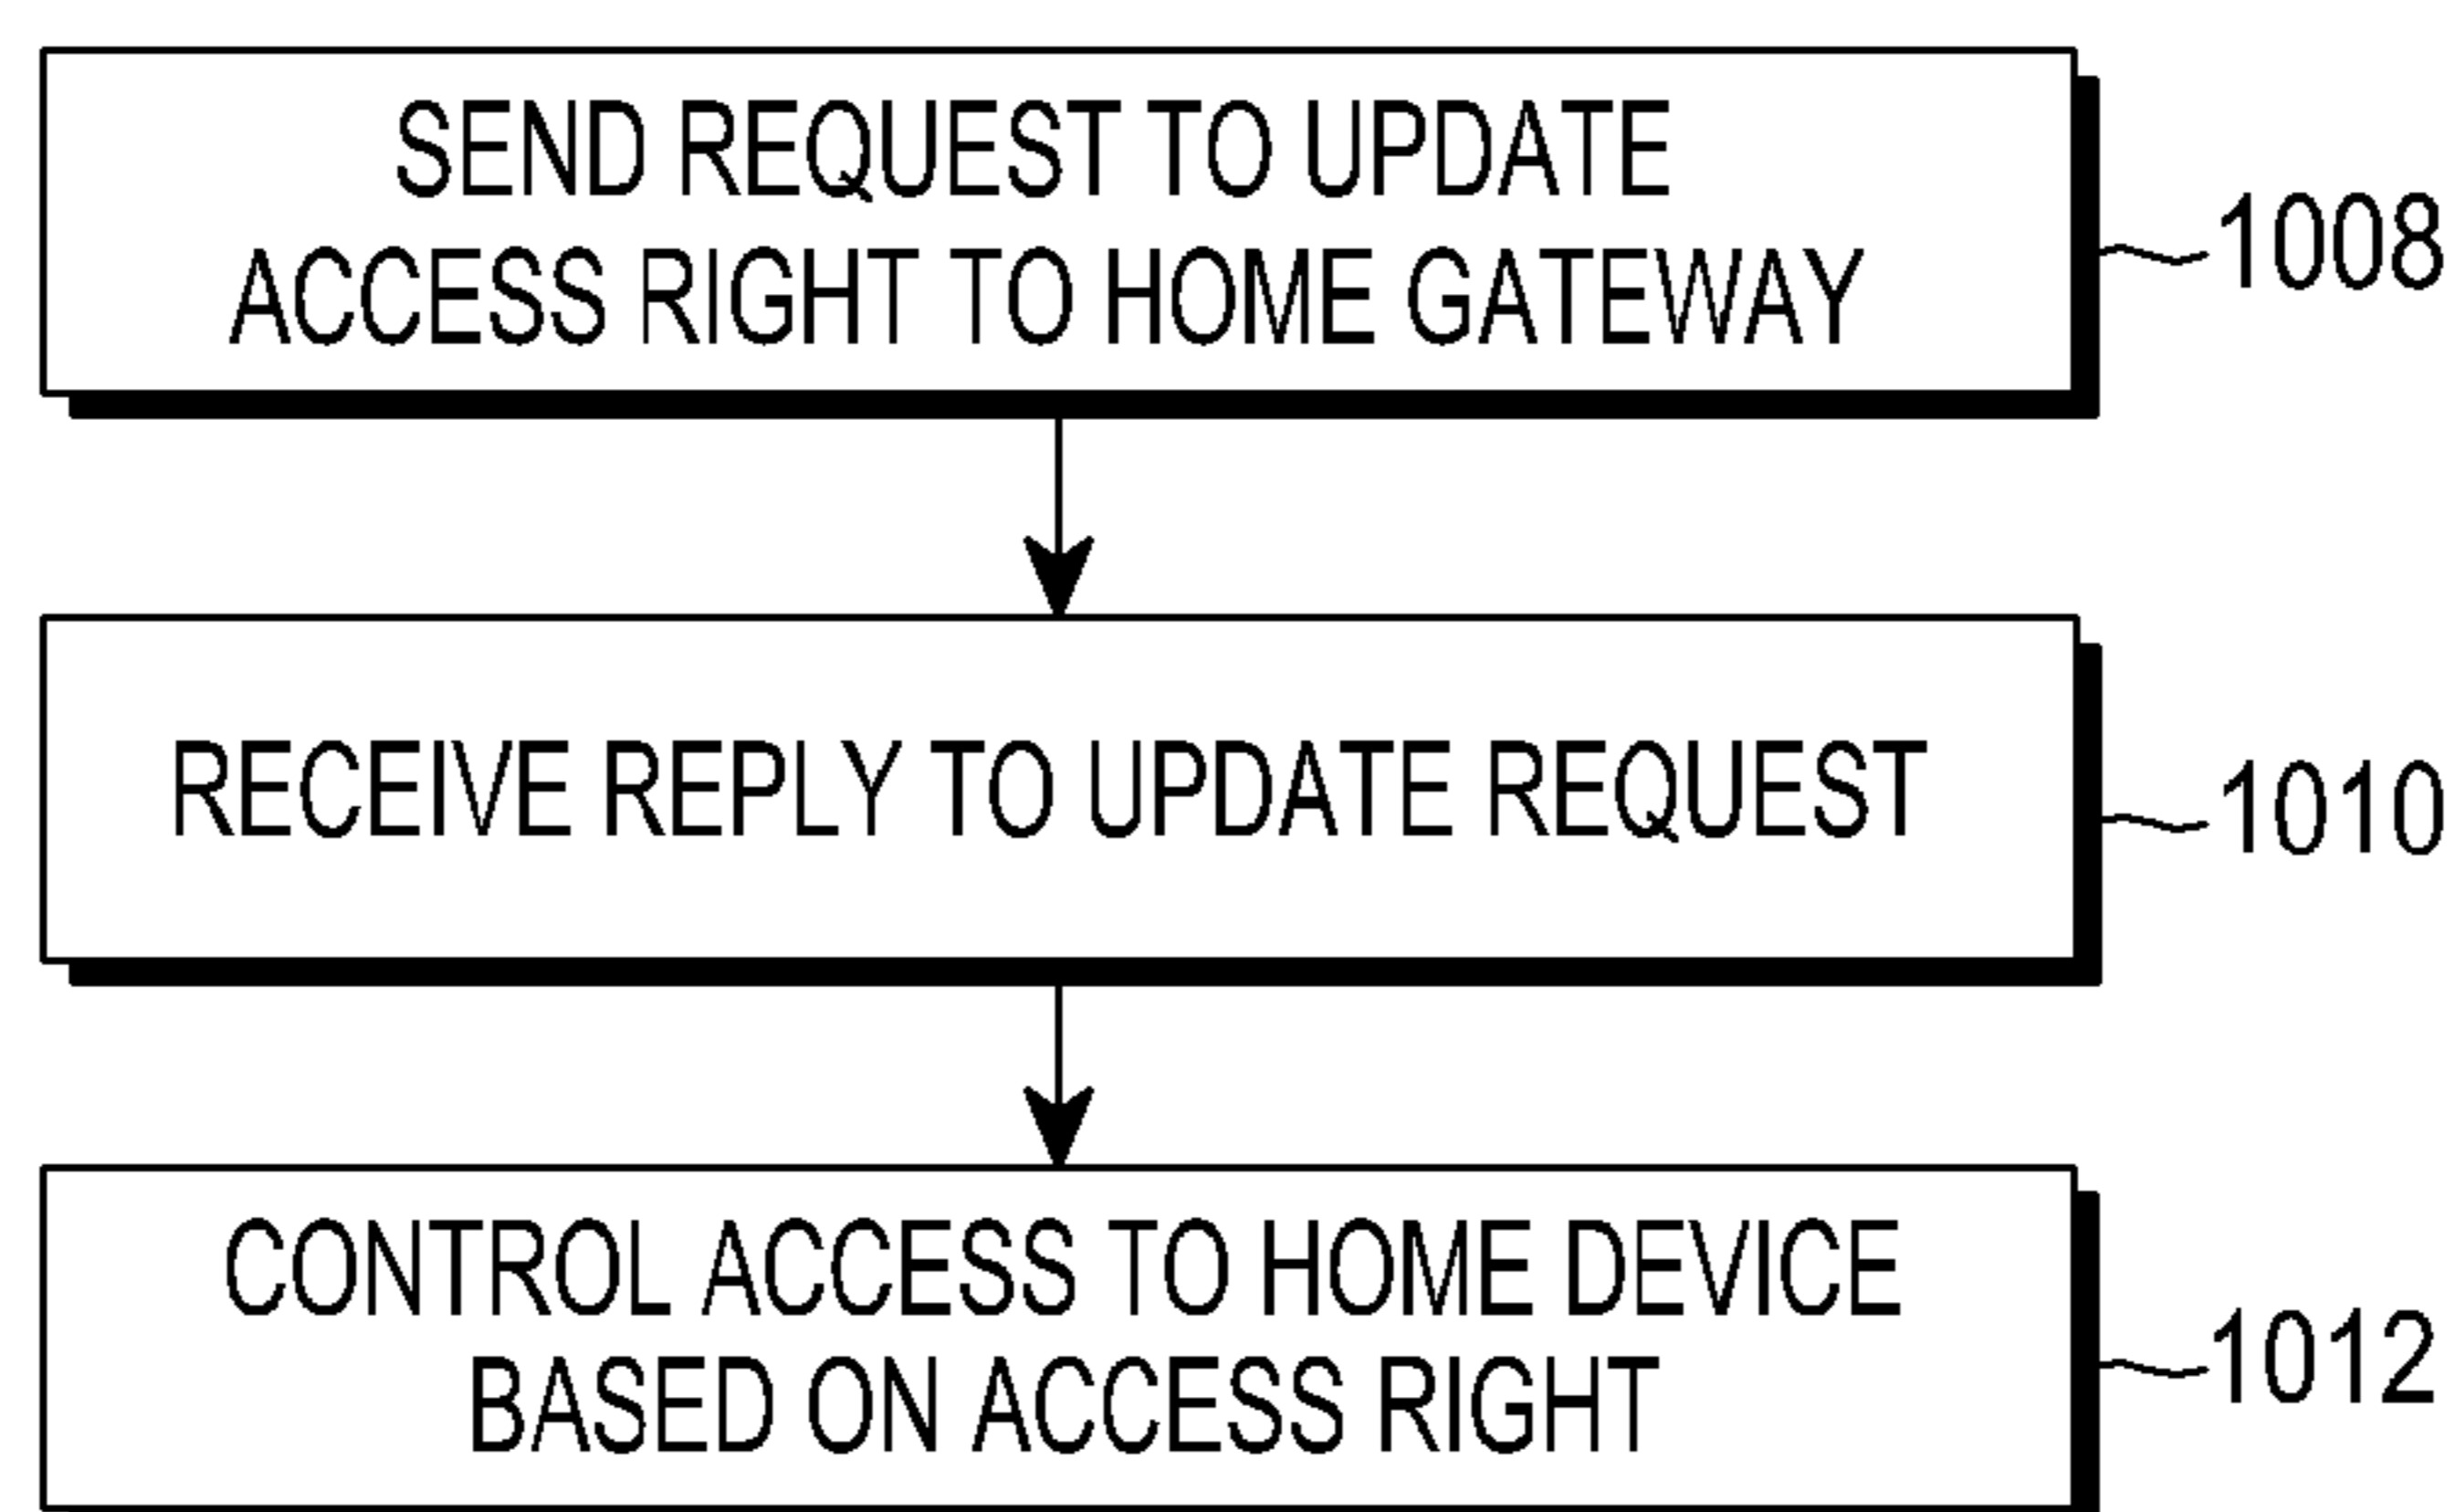 SEND REQUEST TO UPDATE
ACCESS RIGHT TO HOME GATEWAY
1008
RECEIVE REPLY TO UPDATE REQUEST
1010
CONTROL ACCESS TO HOME DEVICE
BASED ON ACCESS RIGHT
1012